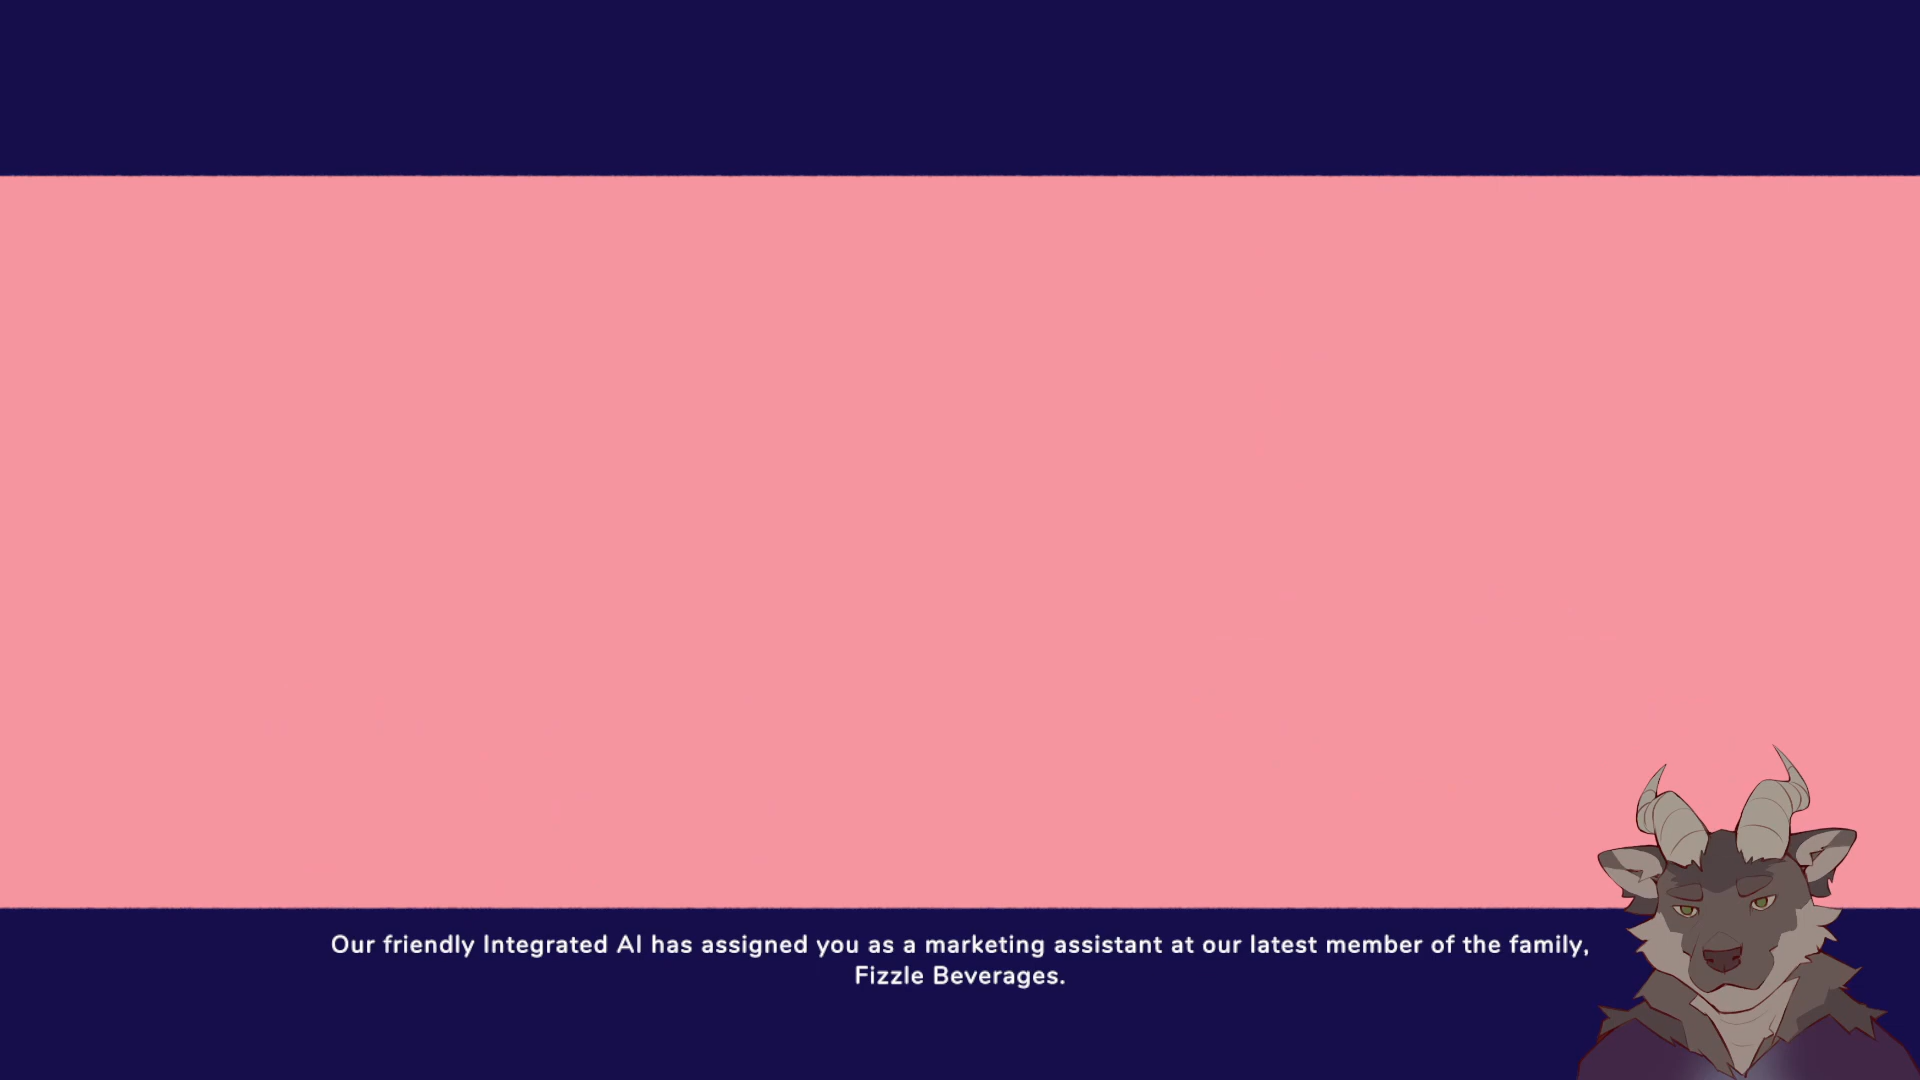 Our friendly Integrated AI has assigned you as a marketing assistant at our latest member of the family,
Fizzle Beverages.